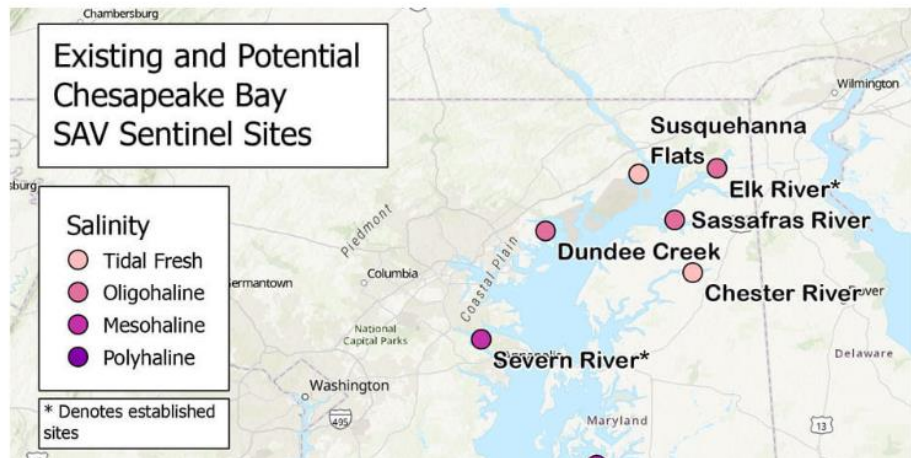 Chambersburg
Existing and Potential
Chesapeake Bay
SAV Sentinel Sites
Wilmington
Susquehanna
Flats
Elk River*
Sassafras River
Dundee Creek
Chester River
Severn River*
Piedmont
Coastal Plain
Columbia
National
Capital Parks
Washington
495
Maryland
Delaware
13
Salinity
Tidal Fresh
Oligohaline
Mesohaline
Polyhaline
* Denotes established
sites